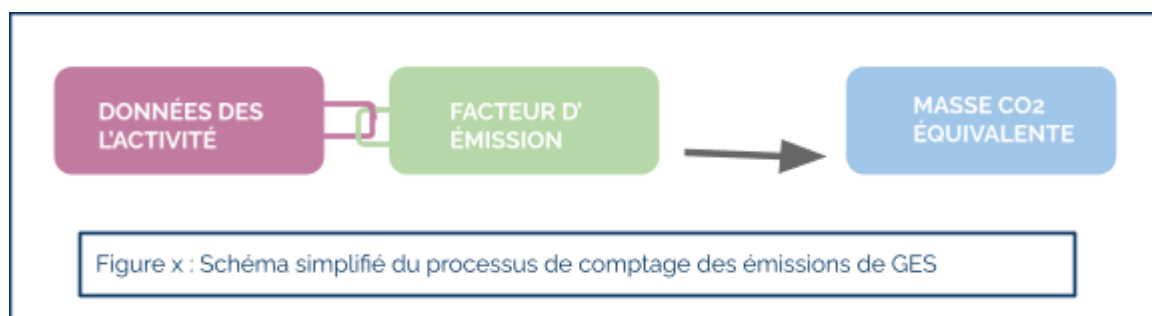 DONNÉES DES
L'ACTIVITÉ
FACTEUR D'
ÉMISSION
MASSE CO2
ÉQUIVALENTE
Figure x : Schéma simplifié du processus de comptage des émissions de GES